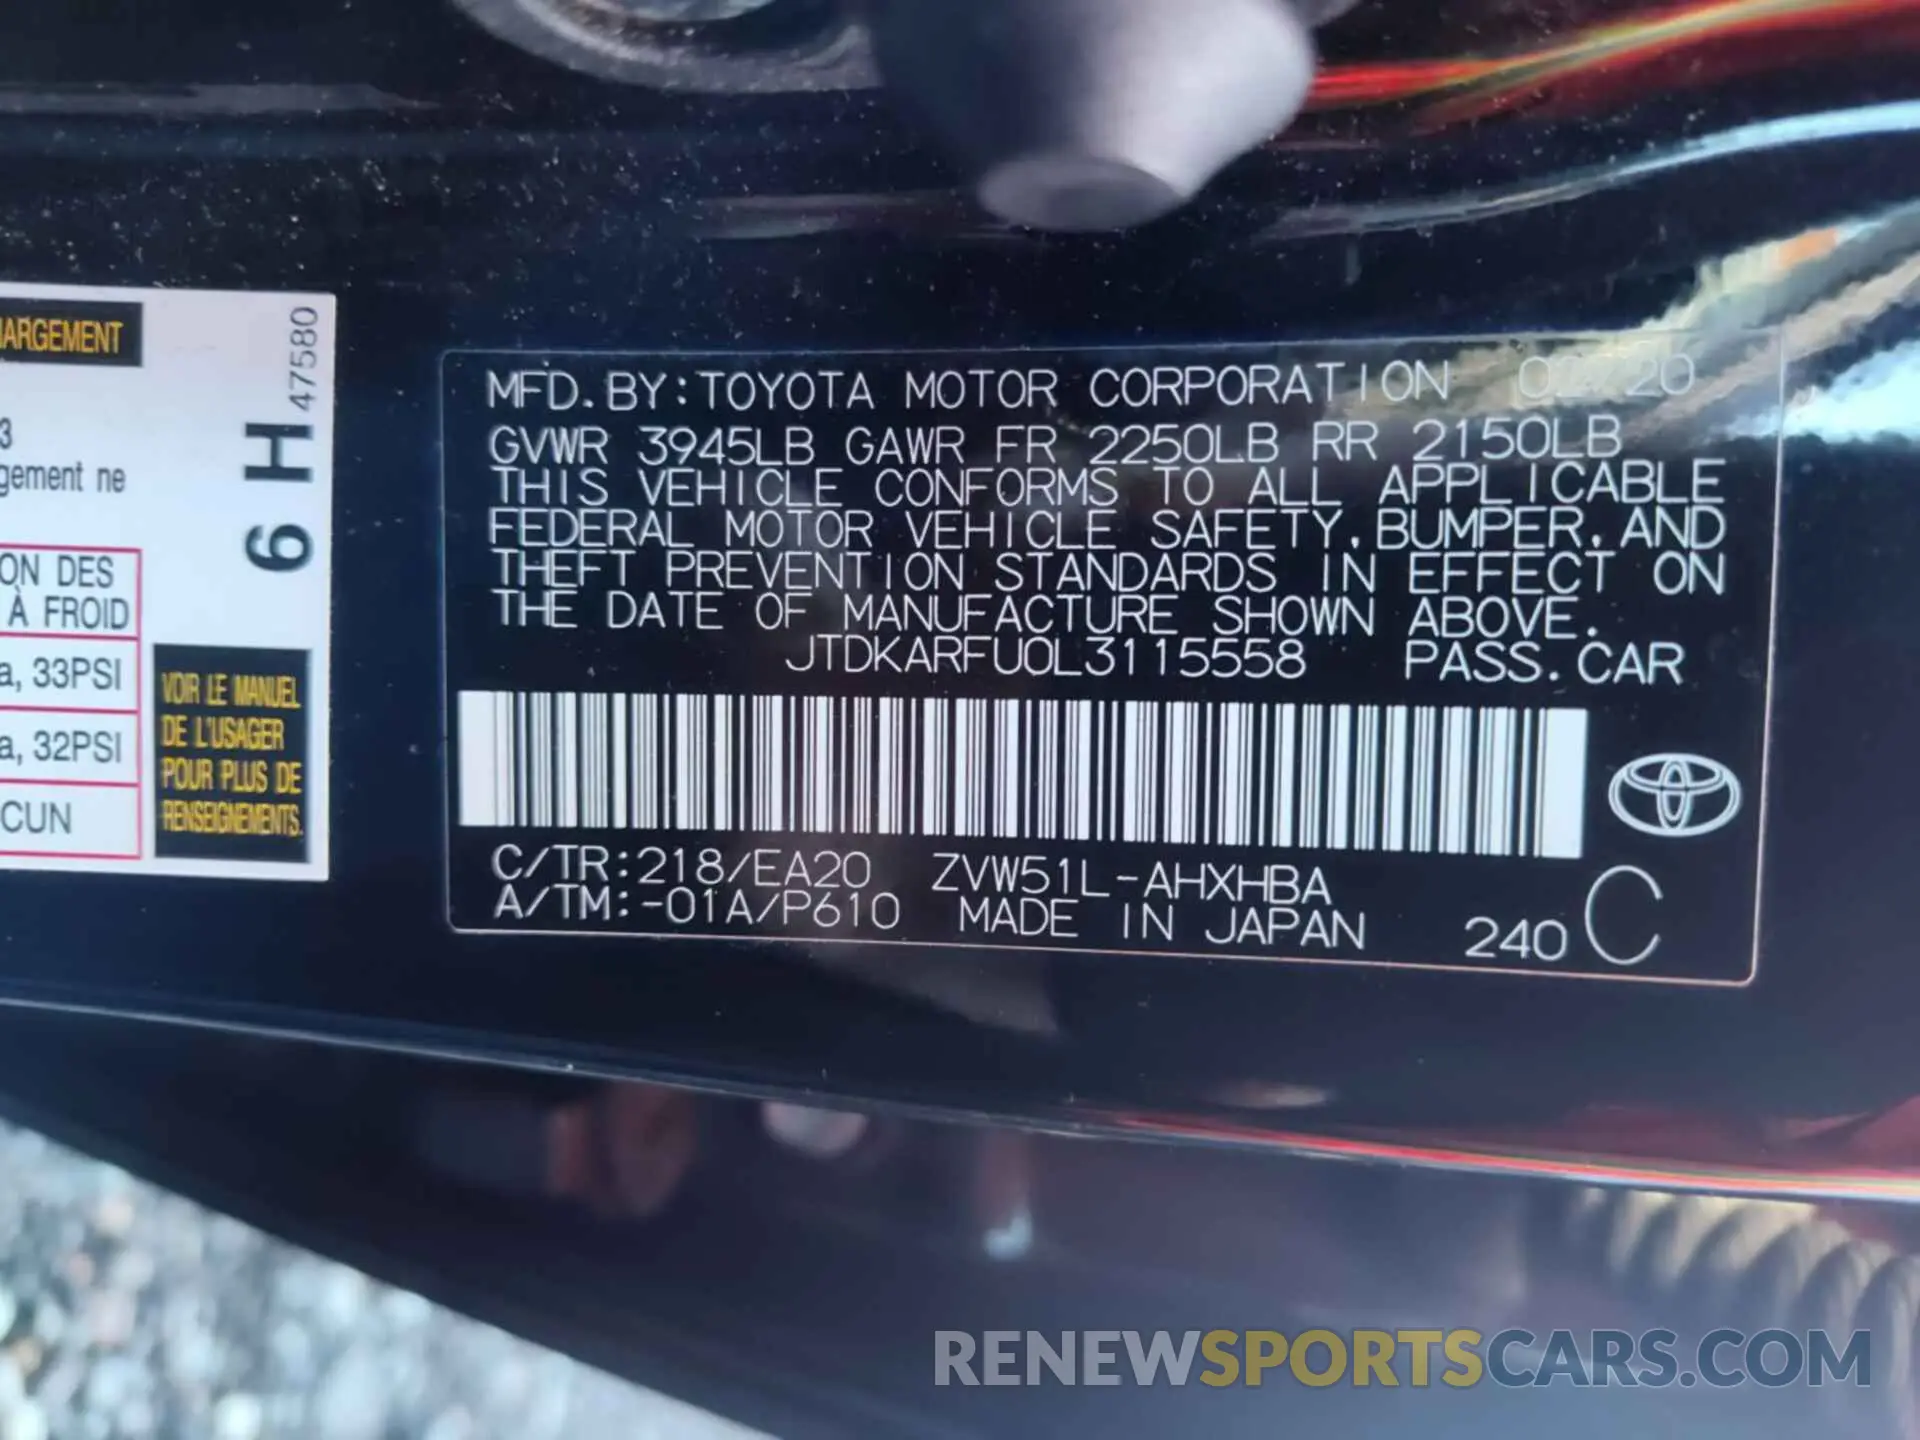 HARGEMENT
47580
3
gement ne
6 H
ON DES
À FROID
a, 33PSI
a, 32PSI
CUN
VOIR LE MANUEL
DE L'USAGER
POUR PLUS DE
RENSEIGNEMENTS.
MFD. BY: TOYOTA MOTOR CORPORATION
GVWR 3945LB GAWR FR 2250LB RR 2150LB
THIS VEHICLE CONFORMS TO ALL APPLICABLE
FEDERAL MOTOR VEHICLE SAFETY, BUMPER, AND
THEFT PREVENTION STANDARDS IN EFFECT ON
THE DATE OF MANUFACTURE SHOWN ABOVE.
JTDKARFU0L3115558 PASS. CAR
C/TR:218/EA20 ZVW51L-AHXHBA
A/TM:-01A/P610 MADE IN JAPAN 240 C
RENEWSPORTSCARS.COM